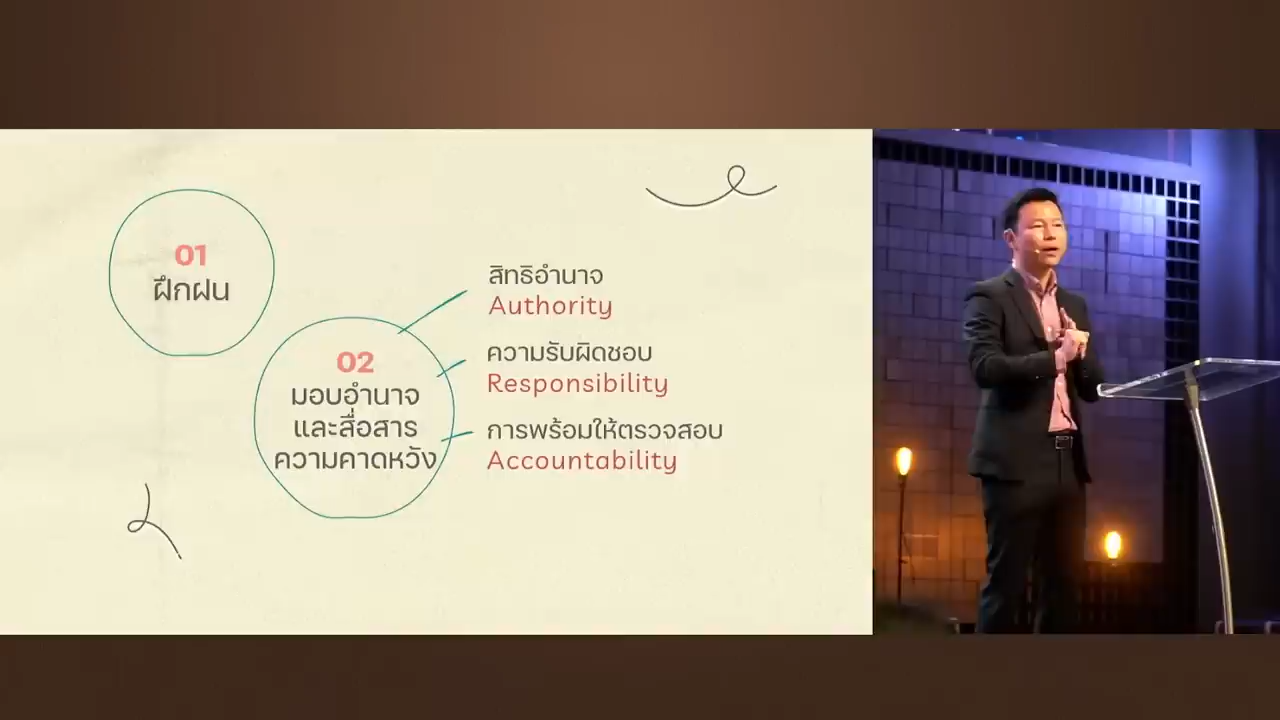 01
ฝึกฝน
02
มอบอำนาจ
และสื่อสาร
ความคาดหวัง
สิทธิอำนาจ
Authority
ความรับผิดชอบ
Responsibility
การพร้อมให้ตรวจสอบ
Accountability